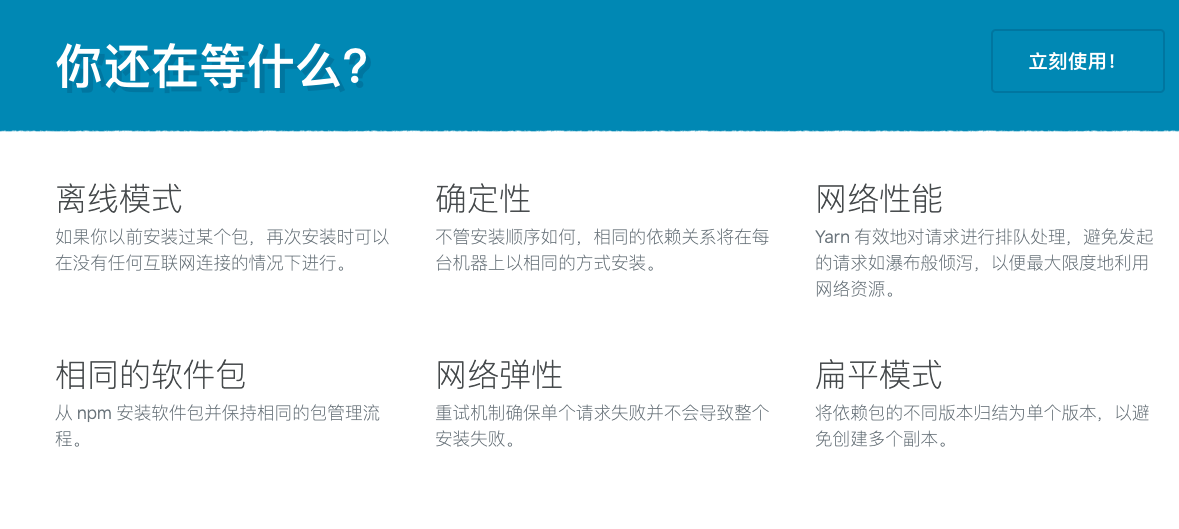 你还在等什么?
立刻使用!
离线模式
如果你以前安装过某个包，再次安装时可以
在没有任何互联网连接的情况下进行。
确定性
不管安装顺序如何，相同的依赖关系将在每
台机器上以相同的方式安装。
网络性能
Yarn 有效地对请求进行排队处理，避免发起
的请求如瀑布般倾泻，以便最大限度地利用
网络资源。
相同的软件包
从 npm 安装软件包并保持相同的包管理流
程。
网络弹性
重试机制确保单个请求失败并不会导致整个
安装失败。
扁平模式
将依赖包的不同版本归结为单个版本，以避
免创建多个副本。